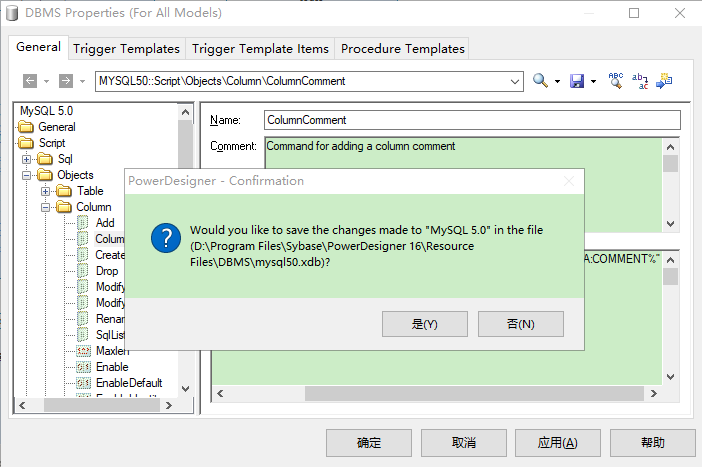 DBMS Properties (For All Models)
General Trigger Templates Trigger Template Items Procedure Templates
MYSQL50::Script\Objects\Column\ColumnComment
MySQL 5.0
General
Script
Sql
Objects
Table
Column
Add
Colum
Create
Drop
Modify
Modify
Renam
SqlList
Maxlen
Enable
EnableDefault
Name: ColumnComment
Comment: Command for adding a column comment
A:COMMENT%"
PowerDesigner - Confirmation
Would you like to save the changes made to "MySQL 5.0" in the file
(D:\Program Files\Sybase\PowerDesigner 16\Resource
Files\DBMS\mysql50.xdb)?
是(Y) 否(N)
确定 取消 应用(A) 帮助